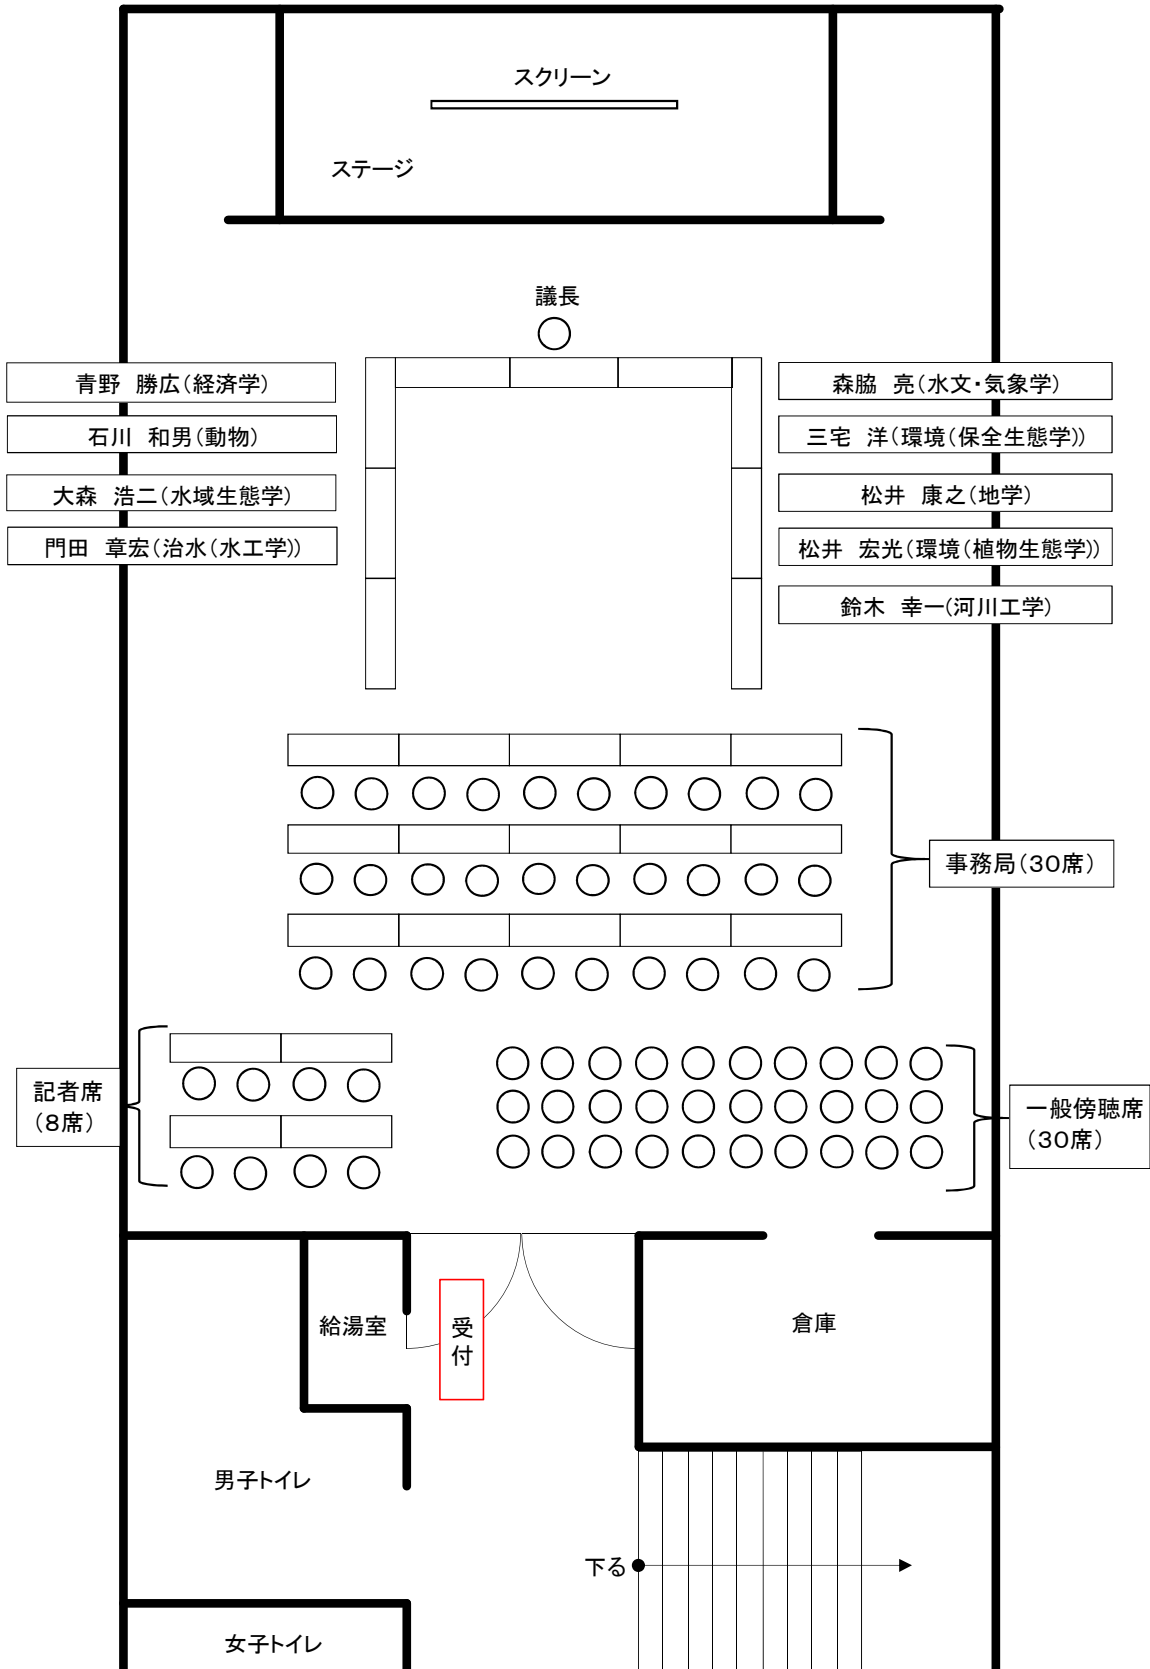 スクリーン
ステージ
議長
青野　勝広（経済学）
石川　和男（動物）
大森　浩二（水域生態学）
門田　章宏（治水（水工学））
森脇　亮（水文・気象学）
三宅　洋（環境（保全生態学））
松井　康之（地学）
松井　宏光（環境（植物生態学））
鈴木　幸一（河川工学）
事務局（30席）
記者席
（8席）
一般傍聴席
（30席）
給湯室
受付
倉庫
男子トイレ
下る
女子トイレ